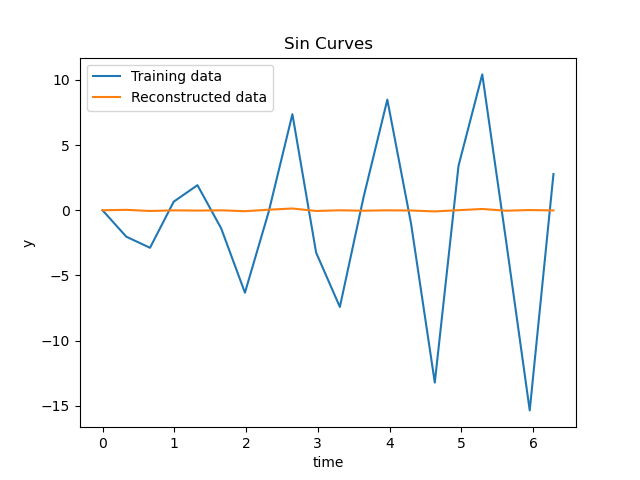 Sin Curves
Training data
Reconstructed data
10
5
0
−5
−10
−15
y
0 1 2 3 4 5 6
time